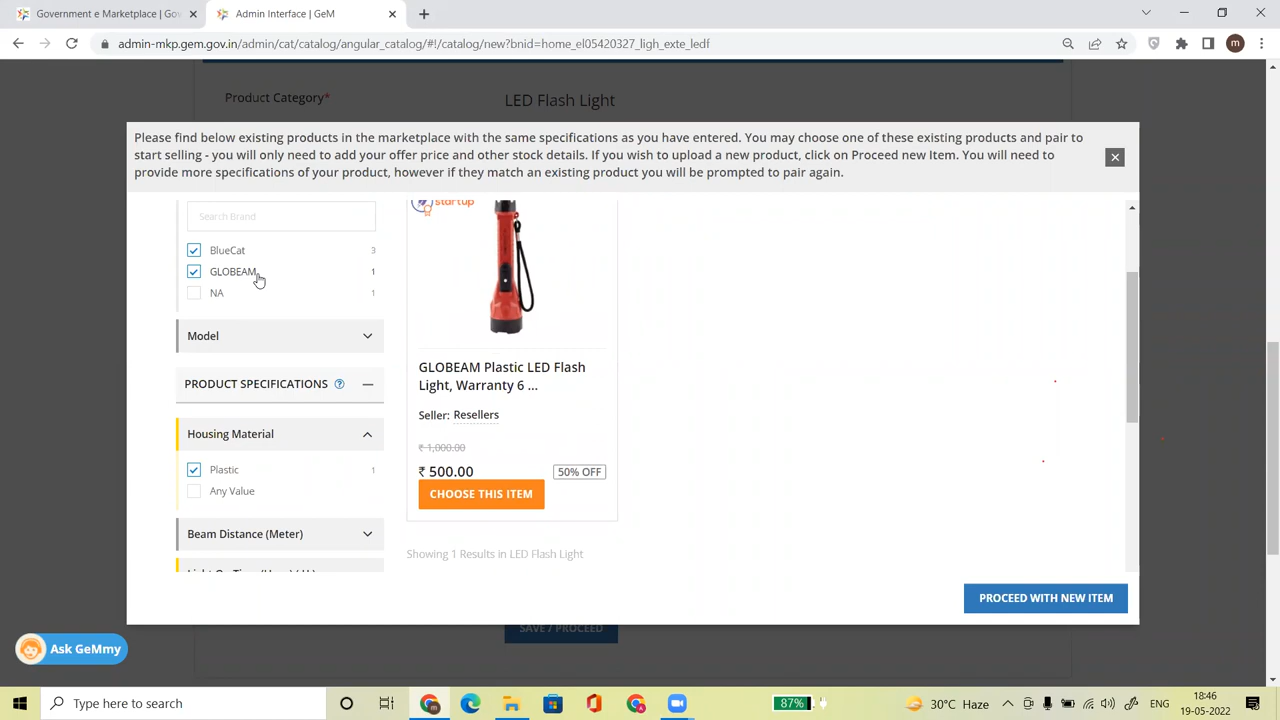 Government e Marketplace | Gov
Admin Interface | GeM
admin-mkp.gem.gov.in/admin/cat/catalog/angular_catalog/#!/catalog/new?bnid=home_el05420327_ligh_exte_ledf
m
Product Category*
LED Flash Light
Please find below existing products in the marketplace with the same specifications as you have entered. You may choose one of these existing products and pair to
start selling - you will only need to add your offer price and other stock details. If you wish to upload a new product, click on Proceed new Item. You will need to
provide more specifications of your product, however if they match an existing product you will be prompted to pair again.
Search Brand
BlueCat 3
GLOBEAM 1
NA 1
Model
PRODUCT SPECIFICATIONS
Housing Material
Plastic 1
Any Value
Beam Distance (Meter)
startup
GLOBEAM Plastic LED Flash
Light, Warranty 6 ...
Seller: Resellers
₹ 1,000.00
₹ 500.00 50% OFF
CHOOSE THIS ITEM
Showing 1 Results in LED Flash Light
PROCEED WITH NEW ITEM
SAVE / PROCEED
Ask GeMmy
Type here to search
87%
30°C Haze
ENG
18:46
19-05-2022